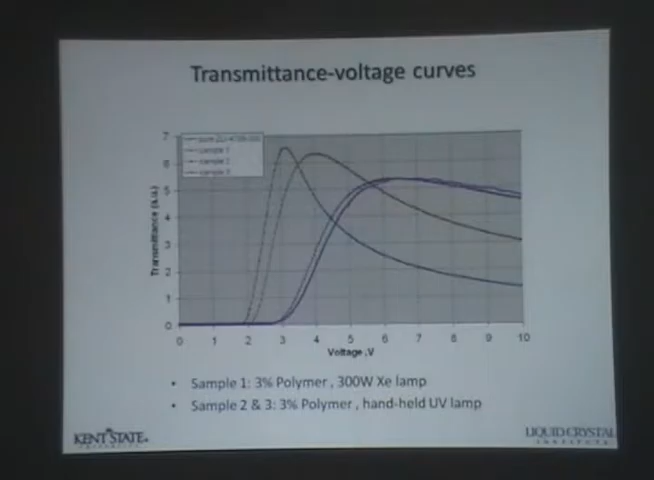 Transmittance-voltage curves
7
6
5
4
3
2
1
0
Transmittance (a.u.)
sample 1
sample 2
sample 3
0 1 2 3 4 5 6 7 8 9 10
Voltage ,V
• Sample 1: 3% Polymer , 300W Xe lamp
• Sample 2 & 3: 3% Polymer , hand-held UV lamp
KENT STATE
LIQUID CRYSTAL
INSTITUTE